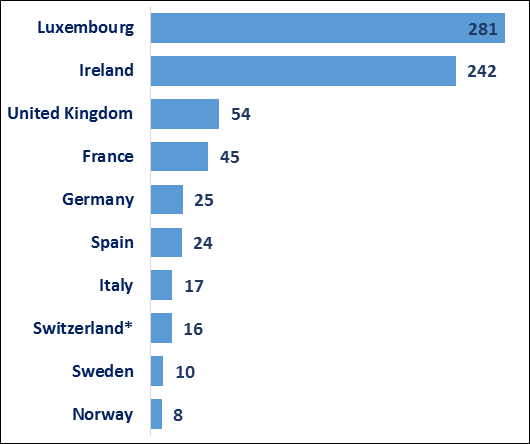 Luxembourg 281
Ireland 242
United Kingdom 54
France 45
Germany 25
Spain 24
Italy 17
Switzerland* 16
Sweden 10
Norway 8